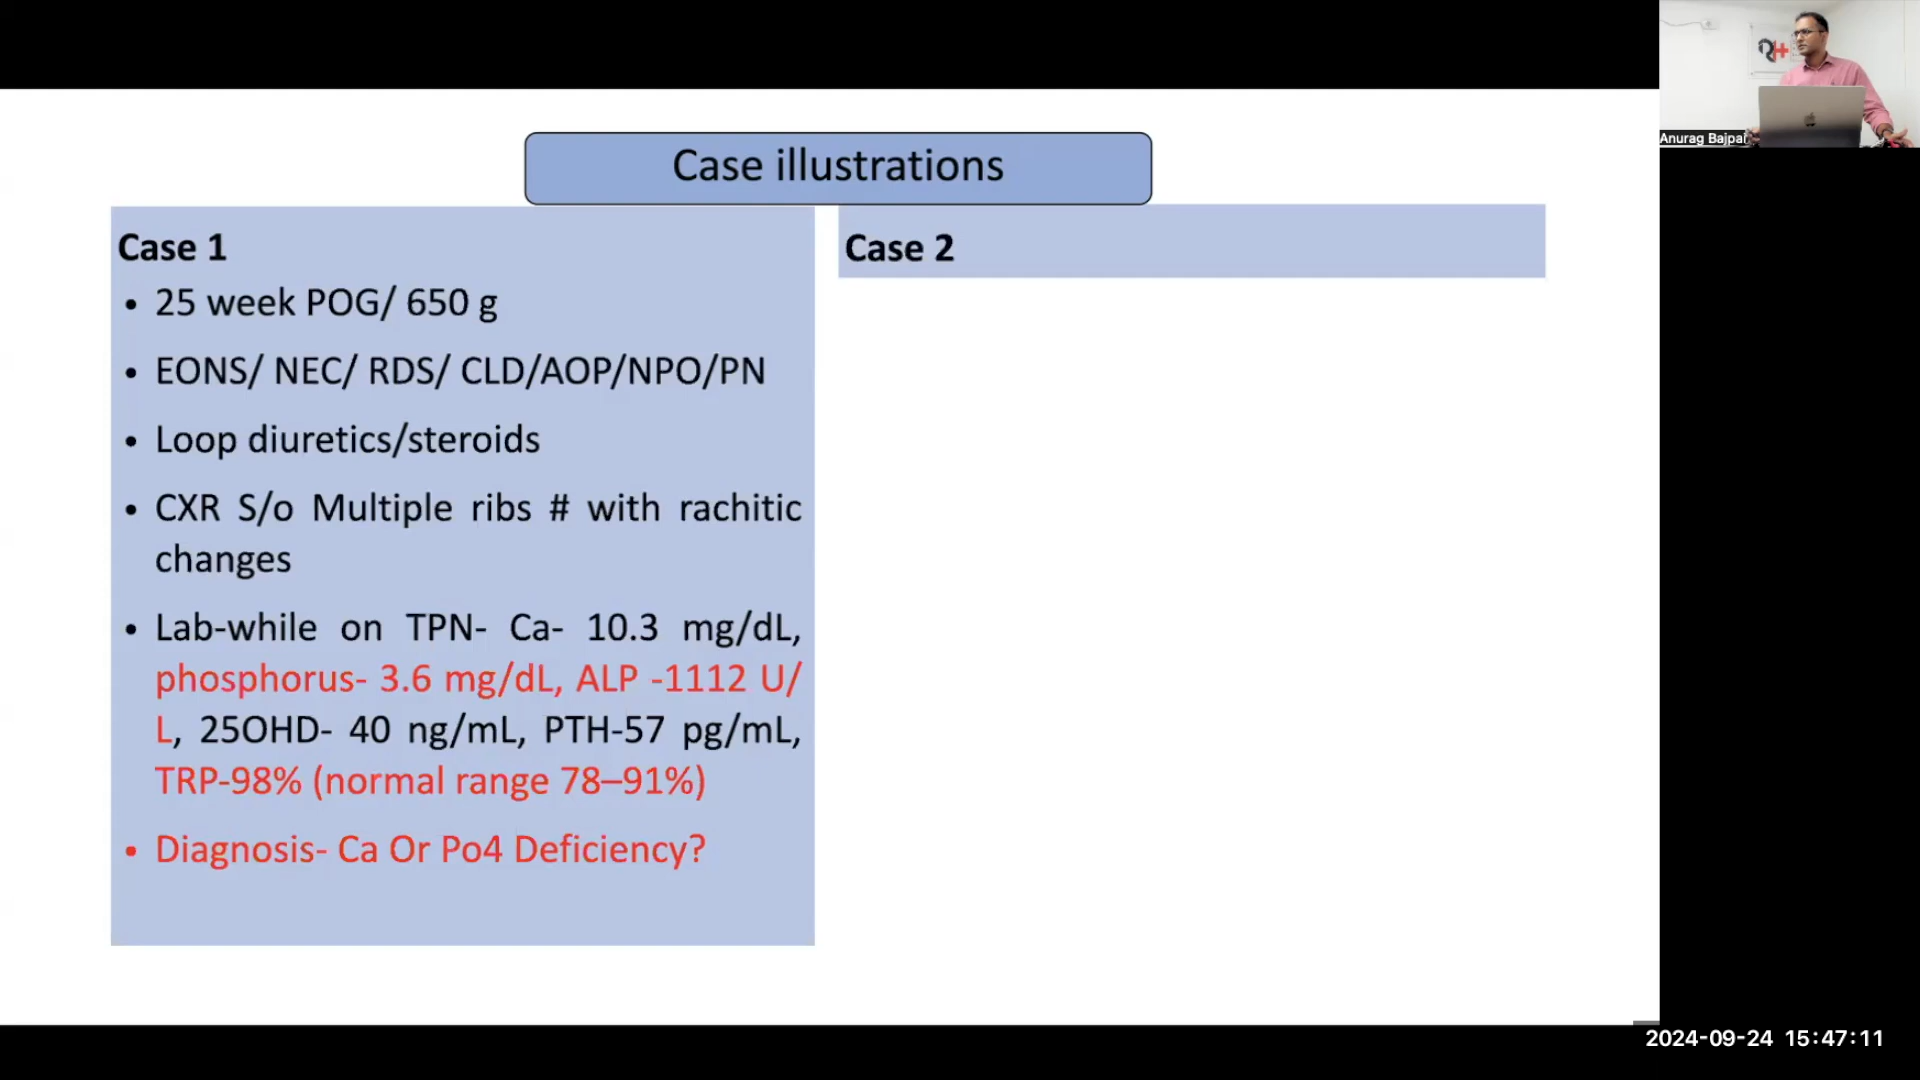 Case illustrations
Case 1
• 25 week POG/ 650 g
• EONS/ NEC/ RDS/ CLD/AOP/NPO/PN
• Loop diuretics/steroids
• CXR S/o Multiple ribs # with rachitic
changes
• Lab-while on TPN- Ca- 10.3 mg/dL,
phosphorus- 3.6 mg/dL, ALP -1112 U/
L, 25OHD- 40 ng/mL, PTH-57 pg/mL,
TRP-98% (normal range 78–91%)
• Diagnosis- Ca Or Po4 Deficiency?
Case 2
Anurag Bajpai
2024-09-24 15:47:11